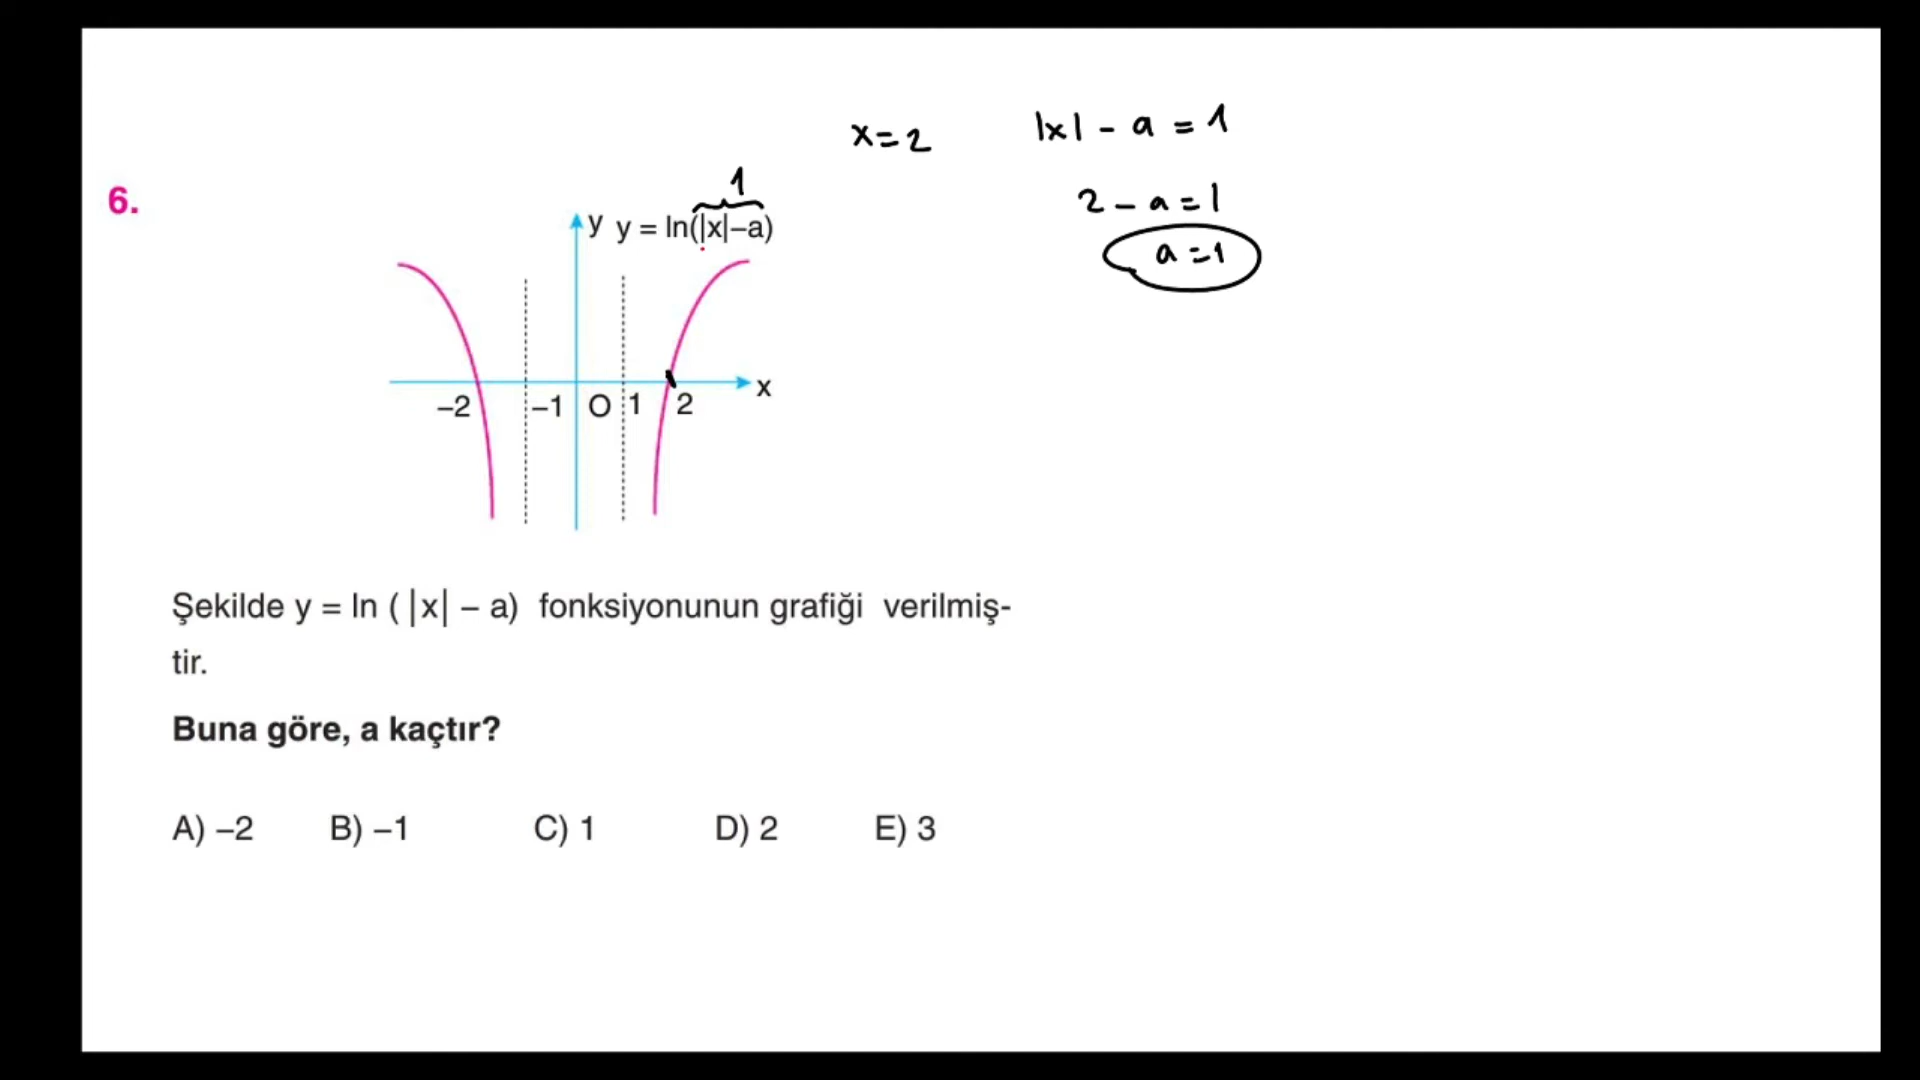 x=2
|x| - a = 1
2 - a = 1
a = 1
6.
1
y y = ln(|x|–a)
x
–2 –1 O 1 2
Şekilde y = ln ( |x| – a) fonksiyonunun grafiği verilmiş-
tir.
Buna göre, a kaçtır?
A) –2 B) –1 C) 1 D) 2 E) 3